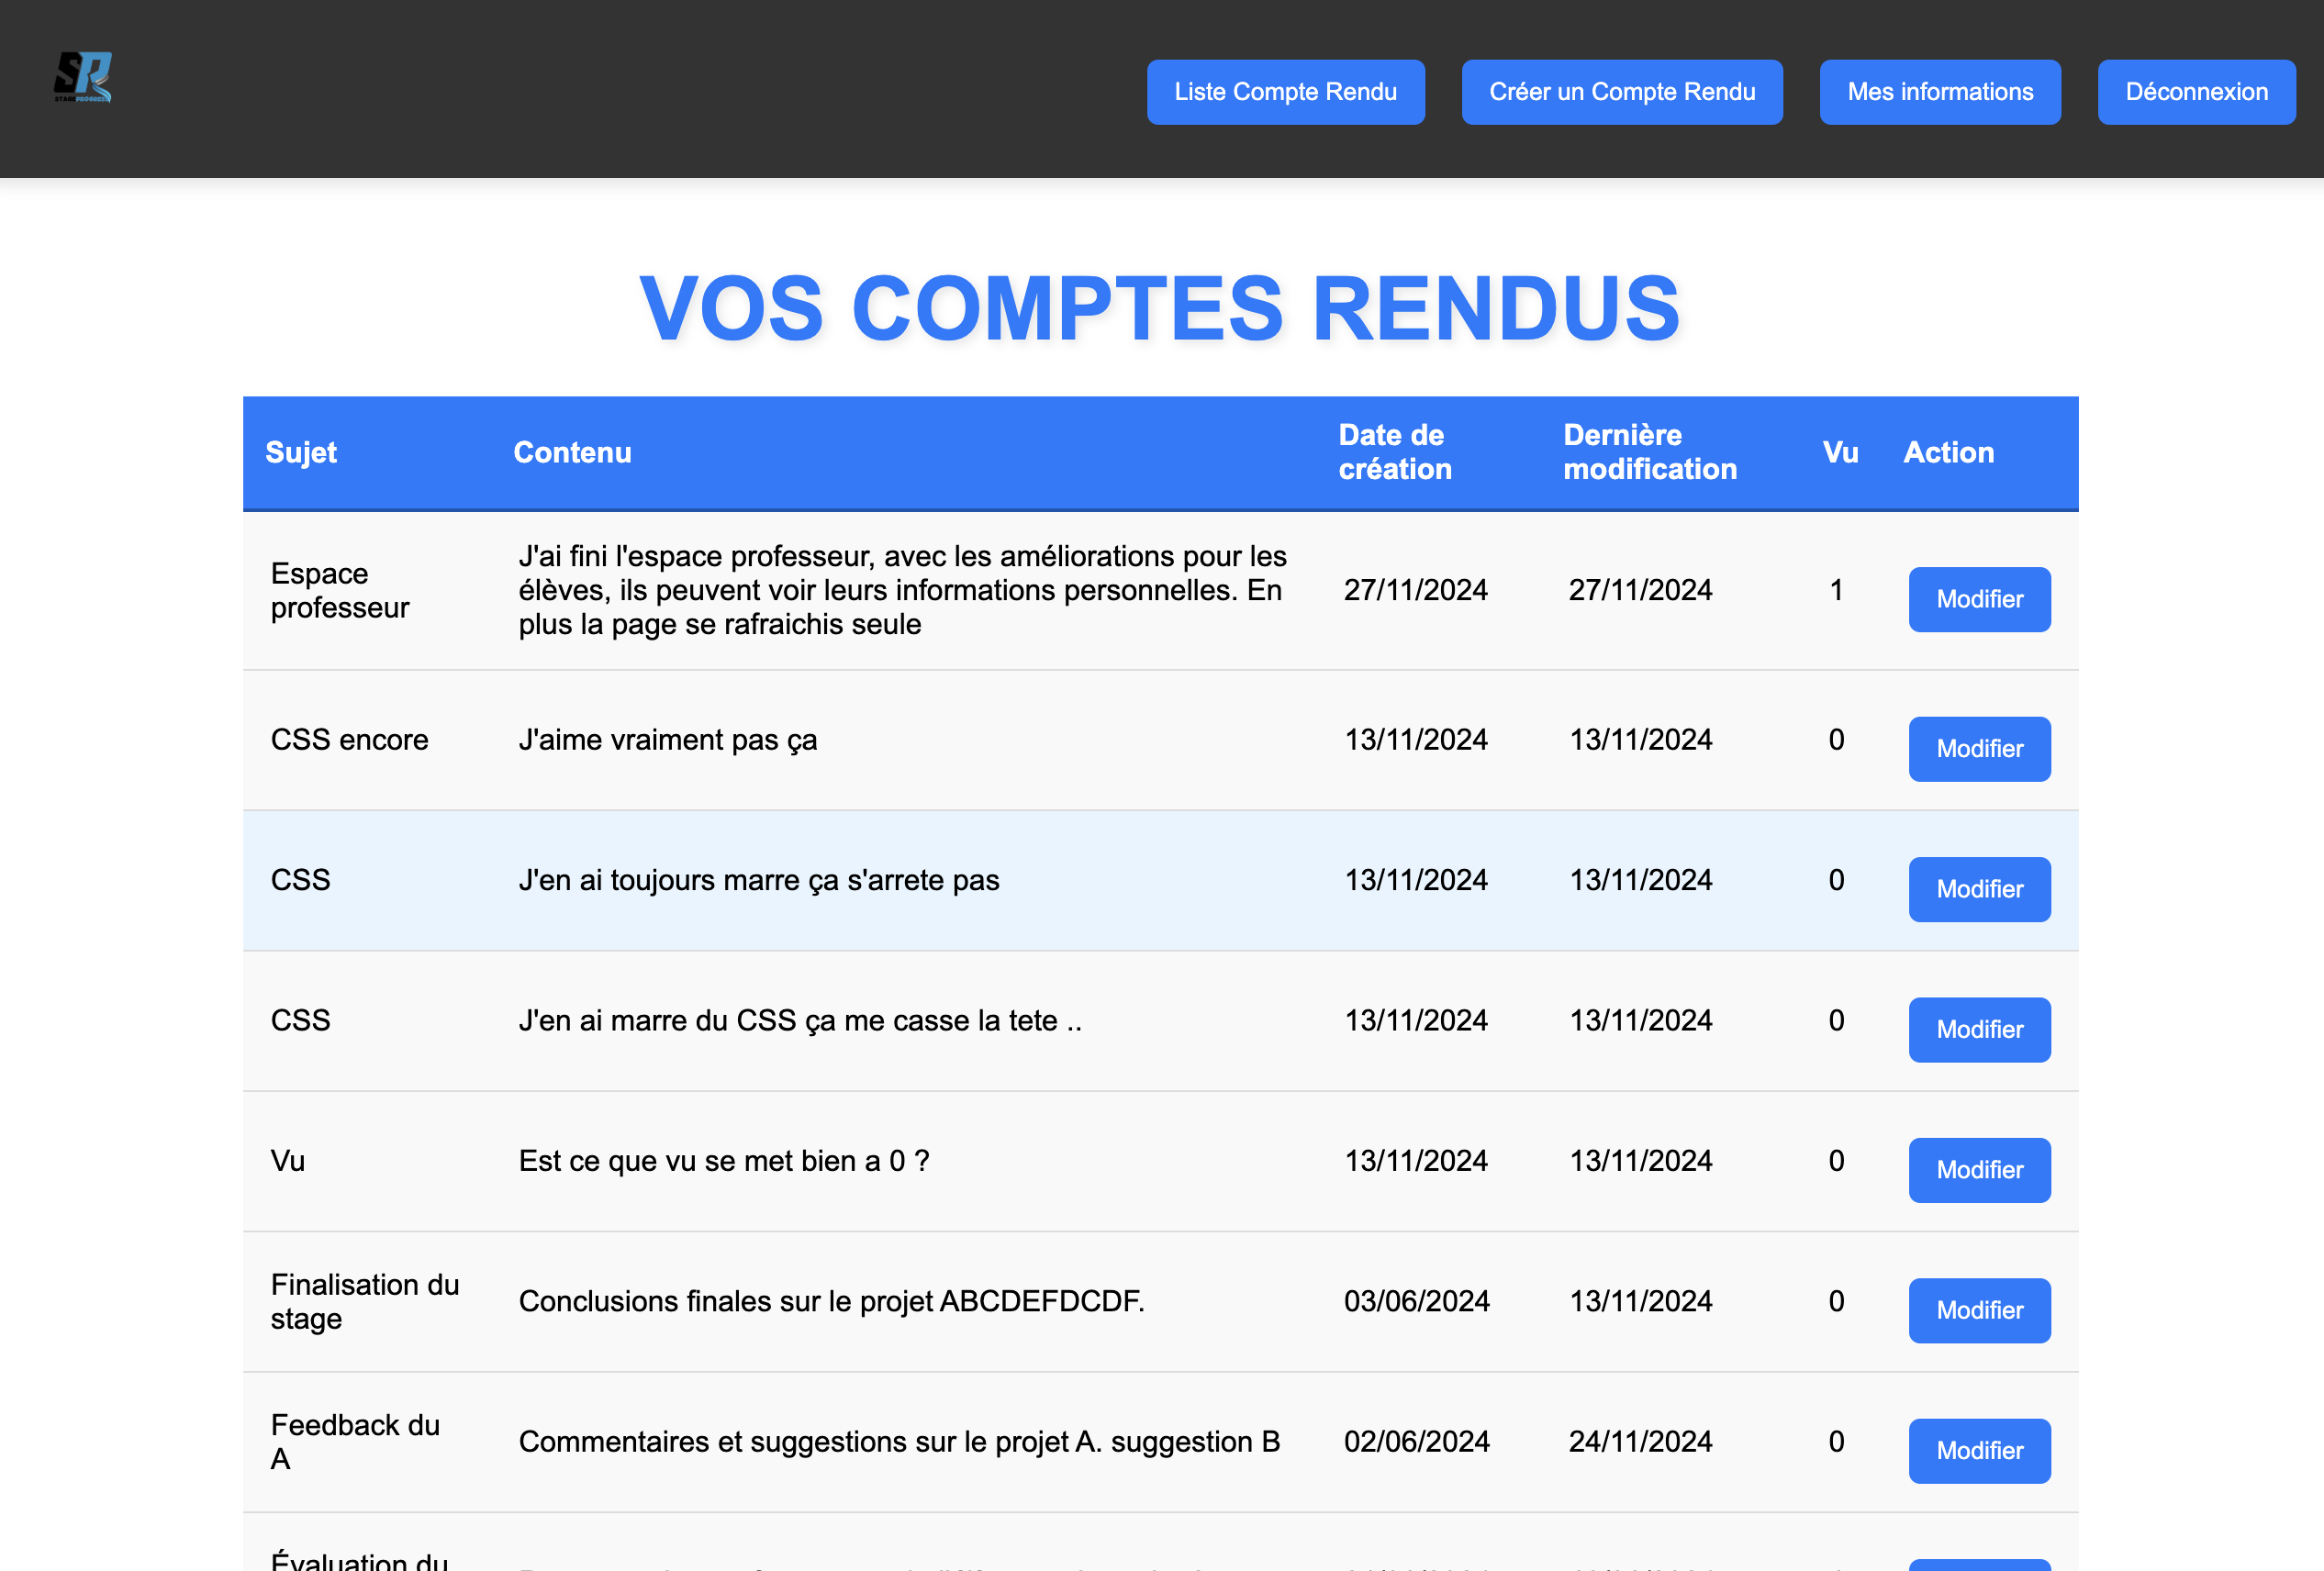 SR
STAGEPROGRESS
Liste Compte Rendu
Créer un Compte Rendu
Mes informations
Déconnexion
VOS COMPTES RENDUS
Sujet
Contenu
Date de
création
Dernière
modification
Vu
Action
Espace
professeur
J'ai fini l'espace professeur, avec les améliorations pour les
élèves, ils peuvent voir leurs informations personnelles. En
plus la page se rafraichis seule
27/11/2024
27/11/2024
1
Modifier
CSS encore
J'aime vraiment pas ça
13/11/2024
13/11/2024
0
Modifier
CSS
J'en ai toujours marre ça s'arrete pas
13/11/2024
13/11/2024
0
Modifier
CSS
J'en ai marre du CSS ça me casse la tete ..
13/11/2024
13/11/2024
0
Modifier
Vu
Est ce que vu se met bien a 0 ?
13/11/2024
13/11/2024
0
Modifier
Finalisation du
stage
Conclusions finales sur le projet ABCDEFDCDF.
03/06/2024
13/11/2024
0
Modifier
Feedback du
A
Commentaires et suggestions sur le projet A. suggestion B
02/06/2024
24/11/2024
0
Modifier
Évaluation du